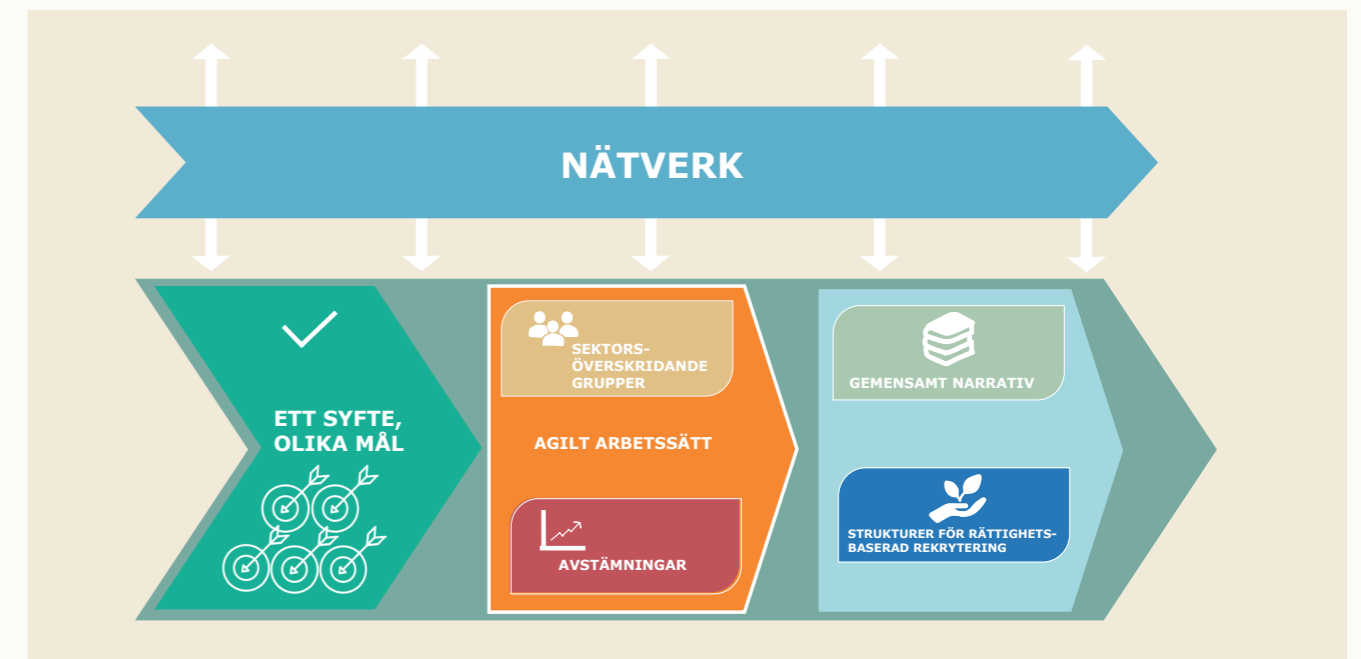 NÄTVERK
ETT SYFTE,
OLIKA MÅL
SEKTORS-
ÖVERSKRIDANDE
GRUPPER
AGILT ARBETSSÄTT
AVSTÄMNINGAR
GEMENSAMT NARRATIV
STRUKTURER FÖR RÄTTIGHETS-
BASERAD REKRYTERING